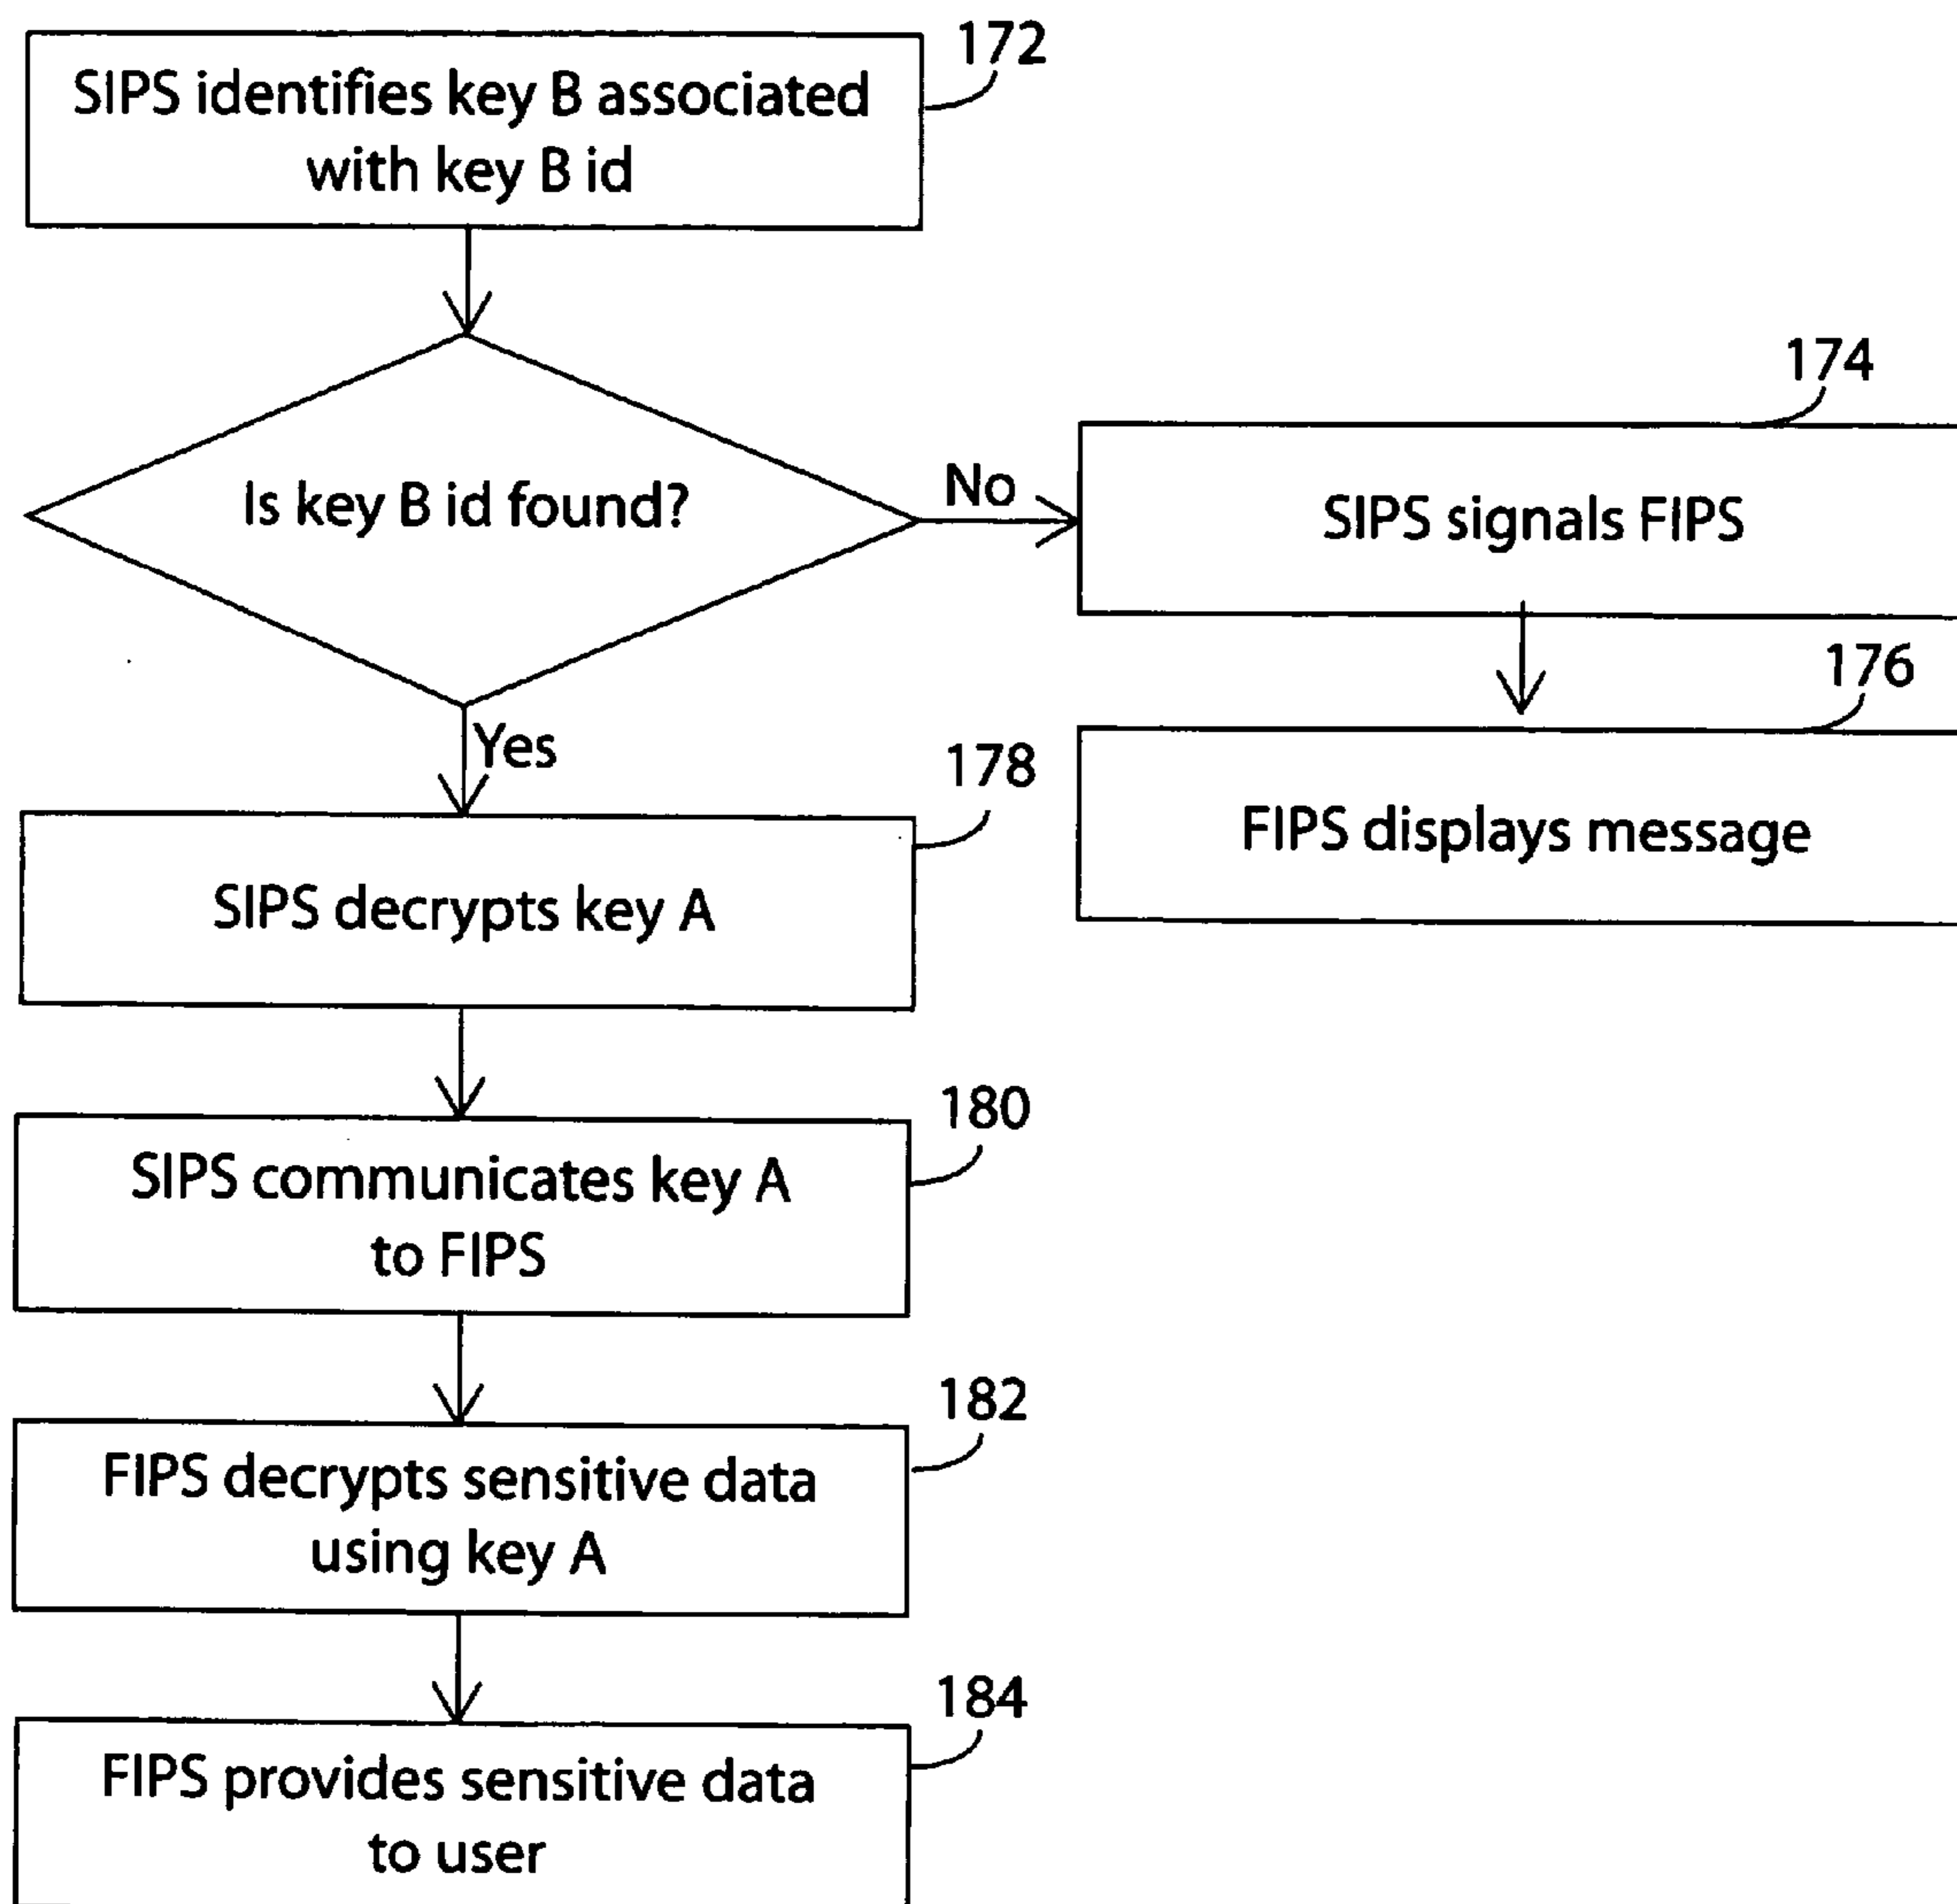 172
SIPS identifies key B associated
with key B id
Is key B id found?
No
174
SIPS signals FIPS
176
FIPS displays message
Yes
178
SIPS decrypts key A
180
SIPS communicates key A
to FIPS
182
FIPS decrypts sensitive data
using key A
184
FIPS provides sensitive data
to user